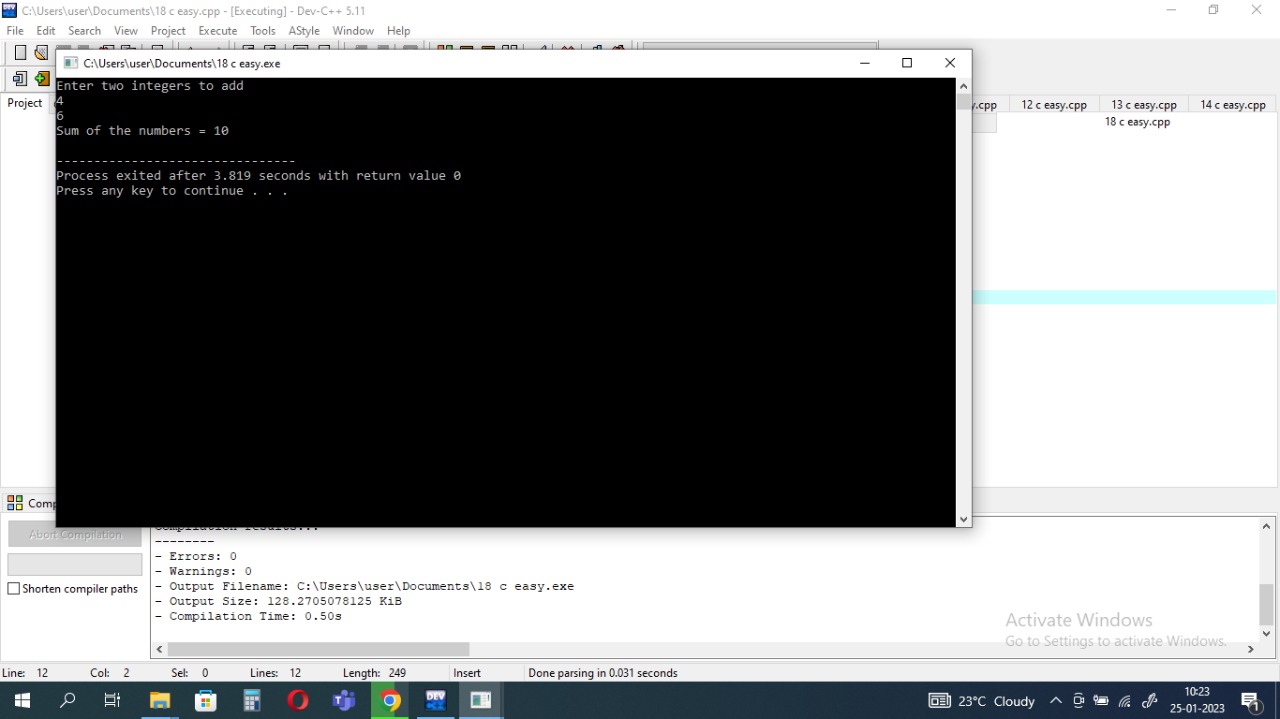 C:\Users\user\Documents\18 c easy.cpp - [Executing] - Dev-C++ 5.11
File Edit Search View Project Execute Tools AStyle Window Help
C:\Users\user\Documents\18 c easy.exe
Enter two integers to add
4
6
Sum of the numbers = 10
--------------------------------
Process exited after 3.819 seconds with return value 0
Press any key to continue . . .
Project
.cpp 12 c easy.cpp 13 c easy.cpp 14 c easy.cpp
18 c easy.cpp
Comp
Abort Compilation
Shorten compiler paths
Compilation results...
--------
- Errors: 0
- Warnings: 0
- Output Filename: C:\Users\user\Documents\18 c easy.exe
- Output Size: 128.2705078125 KiB
- Compilation Time: 0.50s
Activate Windows
Go to Settings to activate Windows.
Line: 12 Col: 2 Sel: 0 Lines: 12 Length: 249 Insert Done parsing in 0.031 seconds
DEV
23°C Cloudy
10:23
25-01-2023
1